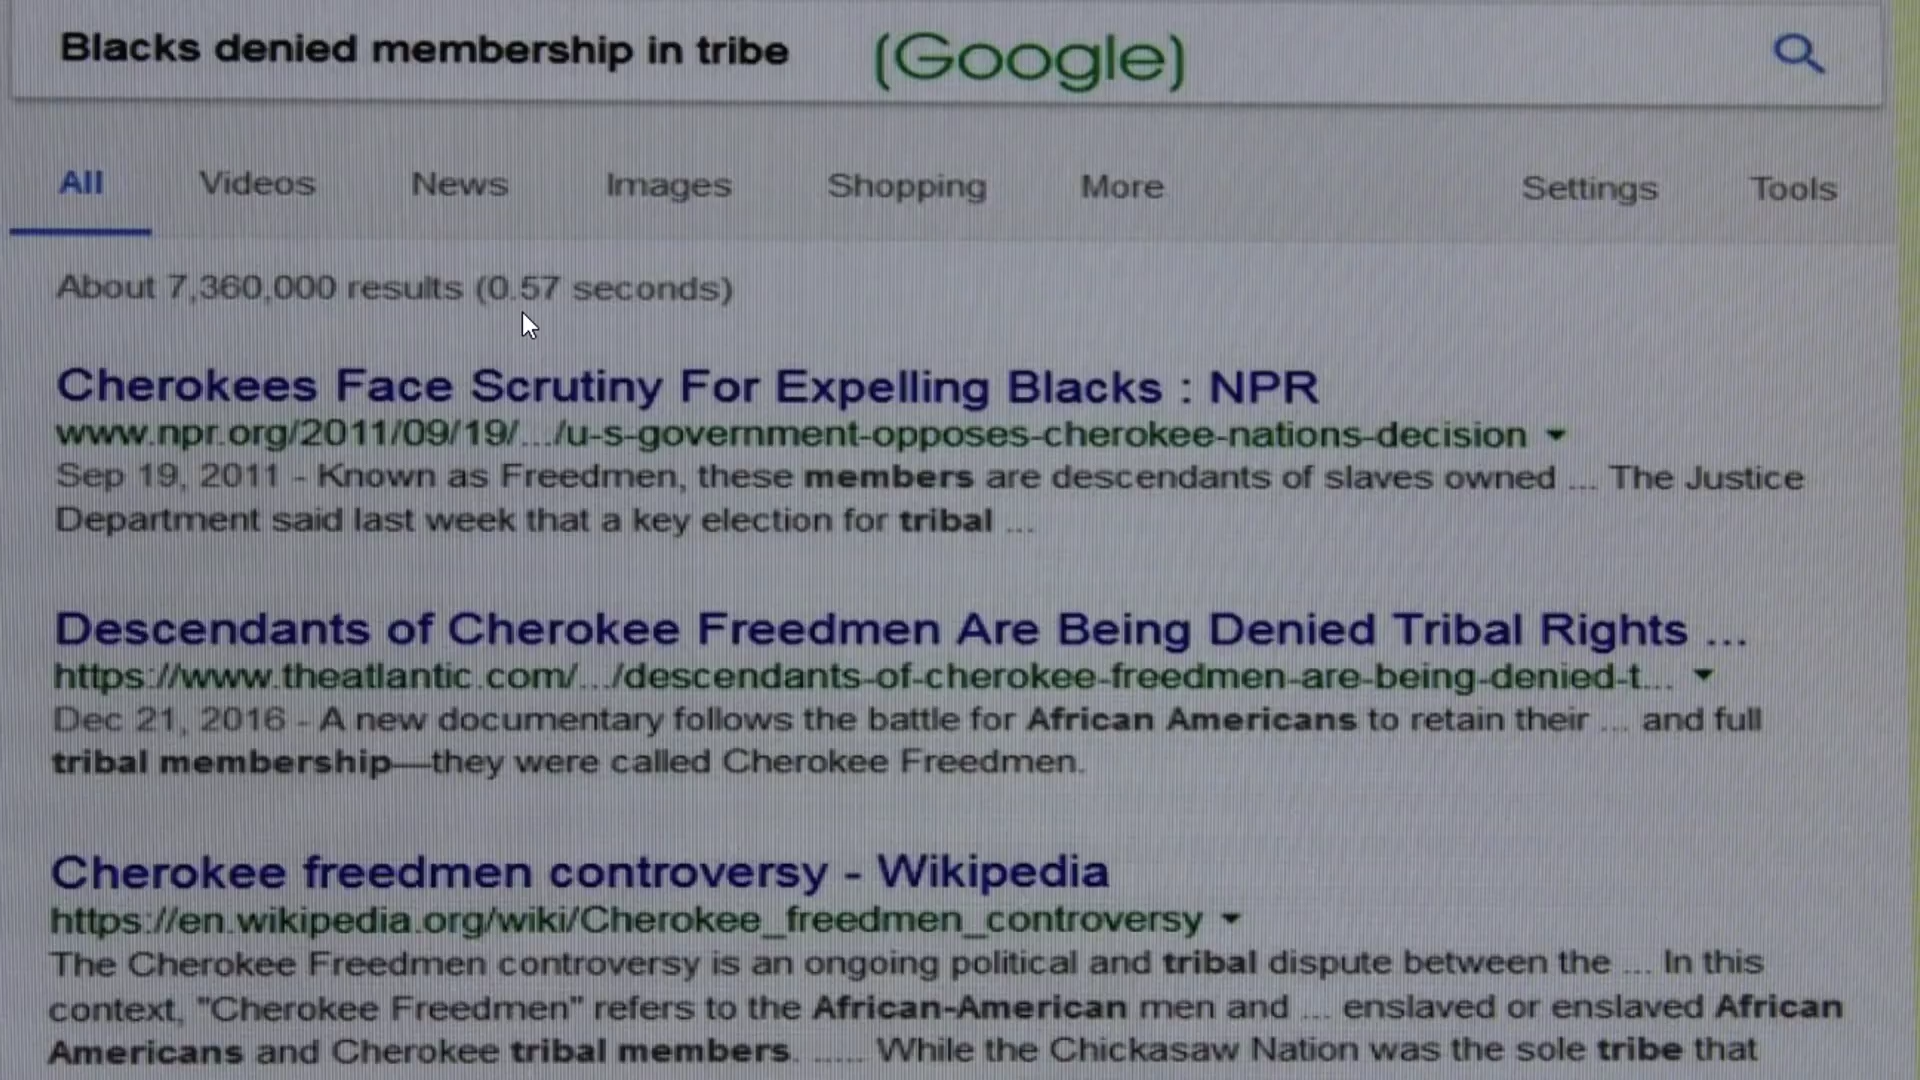 Blacks denied membership in tribe (Google)
All Videos News Images Shopping More Settings Tools
About 7,360,000 results (0.57 seconds)
Cherokees Face Scrutiny For Expelling Blacks : NPR
www.npr.org/2011/09/19/.../u-s-government-opposes-cherokee-nations-decision
Sep 19, 2011 - Known as Freedmen, these members are descendants of slaves owned ... The Justice
Department said last week that a key election for tribal ...
Descendants of Cherokee Freedmen Are Being Denied Tribal Rights ...
https://www.theatlantic.com/.../descendants-of-cherokee-freedmen-are-being-denied-t...
Dec 21, 2016 - A new documentary follows the battle for African Americans to retain their ... and full
tribal membership—they were called Cherokee Freedmen.
Cherokee freedmen controversy - Wikipedia
https://en.wikipedia.org/wiki/Cherokee_freedmen_controversy
The Cherokee Freedmen controversy is an ongoing political and tribal dispute between the ... In this
context, "Cherokee Freedmen" refers to the African-American men and ... enslaved or enslaved African
Americans and Cherokee tribal members. ..... While the Chickasaw Nation was the sole tribe that